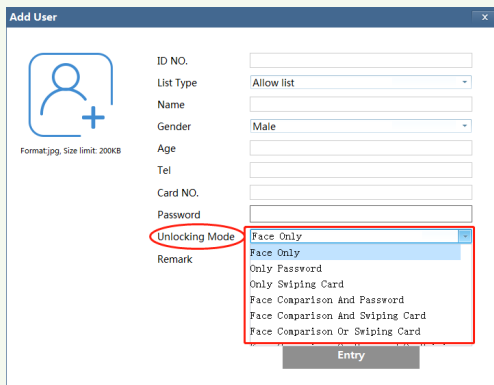 Add User
x
ID NO.
List Type Allow list
Name
Gender Male
Format:jpg, Size limit: 200KB
Age
Tel
Card NO.
Password
Unlocking Mode Face Only
Remark
Face Only
Only Password
Only Swiping Card
Face Comparison And Password
Face Comparison And Swiping Card
Face Comparison Or Swiping Card
Entry